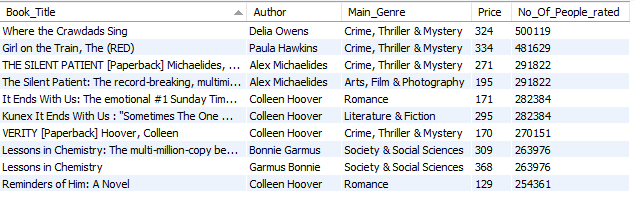 Book_Title Author Main_Genre Price No_Of_People_rated
Where the Crawdads Sing Delia Owens Crime, Thriller & Mystery 324 500119
Girl on the Train, The (RED) Paula Hawkins Crime, Thriller & Mystery 334 481629
THE SILENT PATIENT [Paperback] Michaelides, ... Alex Michaelides Crime, Thriller & Mystery 271 291822
The Silent Patient: The record-breaking, multimi... Alex Michaelides Arts, Film & Photography 195 291822
It Ends With Us: The emotional #1 Sunday Tim... Colleen Hoover Romance 171 282384
Kunex It Ends With Us : "Sometimes The One ... Colleen Hoover Literature & Fiction 295 282384
VERITY [Paperback] Hoover, Colleen Colleen Hoover Crime, Thriller & Mystery 170 270151
Lessons in Chemistry: The multi-million-copy be... Bonnie Garmus Society & Social Sciences 309 263976
Lessons in Chemistry Garmus Bonnie Society & Social Sciences 368 263976
Reminders of Him: A Novel Colleen Hoover Romance 129 254361